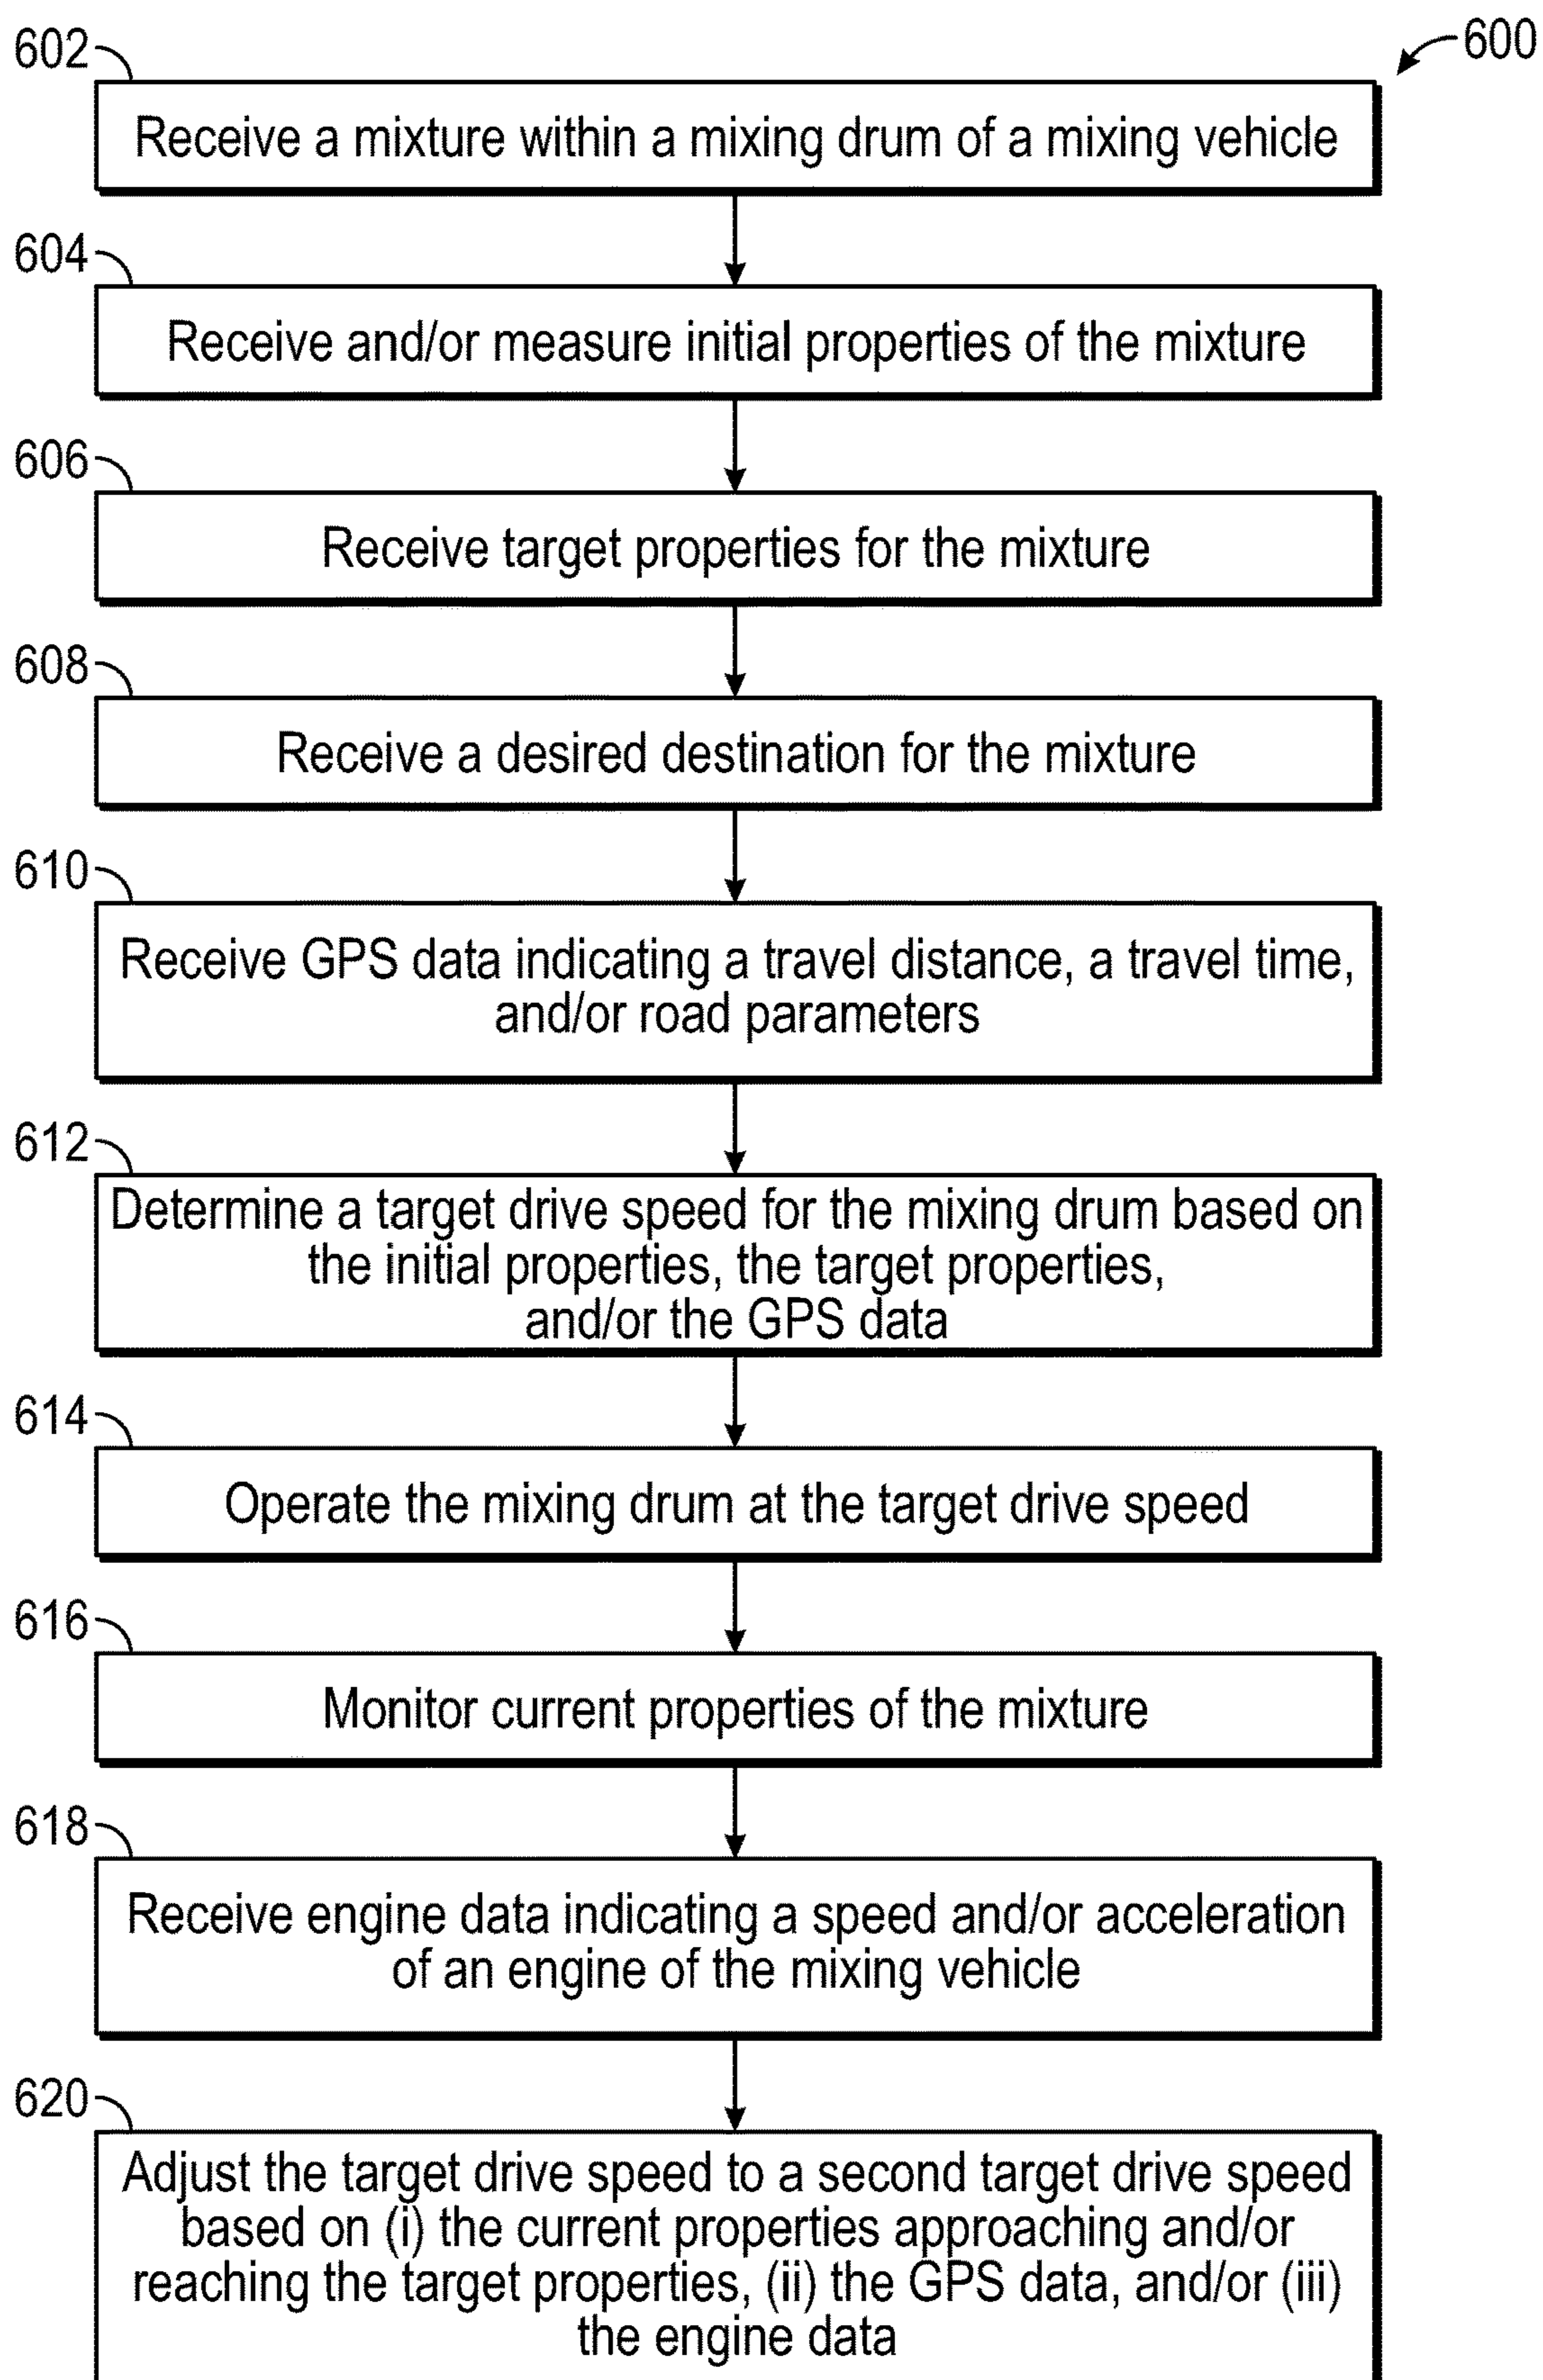 600
602
Receive a mixture within a mixing drum of a mixing vehicle
604
Receive and/or measure initial properties of the mixture
606
Receive target properties for the mixture
608
Receive a desired destination for the mixture
610
Receive GPS data indicating a travel distance, a travel time,
and/or road parameters
612
Determine a target drive speed for the mixing drum based on
the initial properties, the target properties,
and/or the GPS data
614
Operate the mixing drum at the target drive speed
616
Monitor current properties of the mixture
618
Receive engine data indicating a speed and/or acceleration
of an engine of the mixing vehicle
620
Adjust the target drive speed to a second target drive speed
based on (i) the current properties approaching and/or
reaching the target properties, (ii) the GPS data, and/or (iii)
the engine data